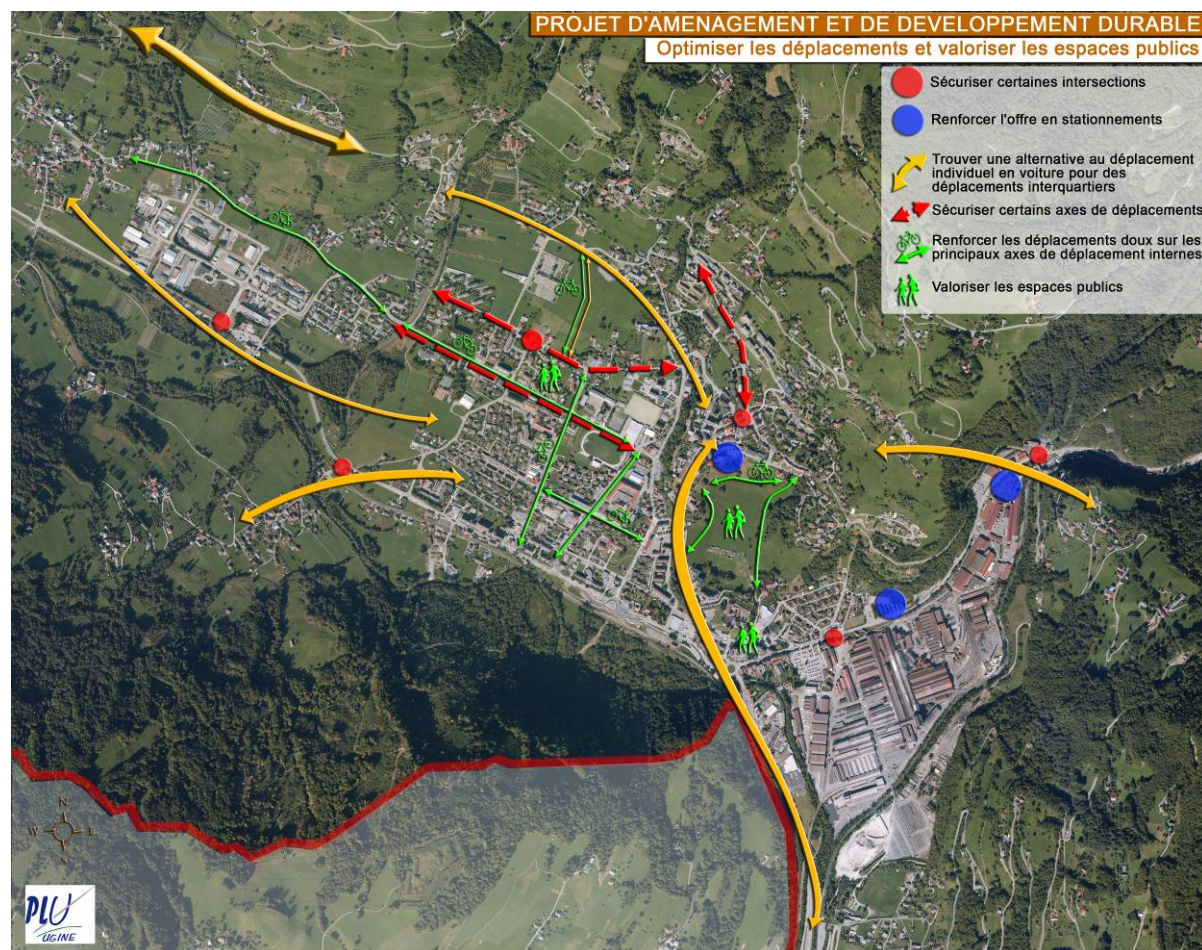 PROJET D'AMENAGEMENT ET DE DEVELOPPEMENT DURABLE
Optimiser les déplacements et valoriser les espaces publics
Sécuriser certaines intersections
Renforcer l'offre en stationnements
Trouver une alternative au déplacement
individuel en voiture pour des
déplacements interquartiers
Sécuriser certains axes de déplacements
Renforcer les déplacements doux sur les
principaux axes de déplacement internes
Valoriser les espaces publics
N
W E
S
PLU
UGINE